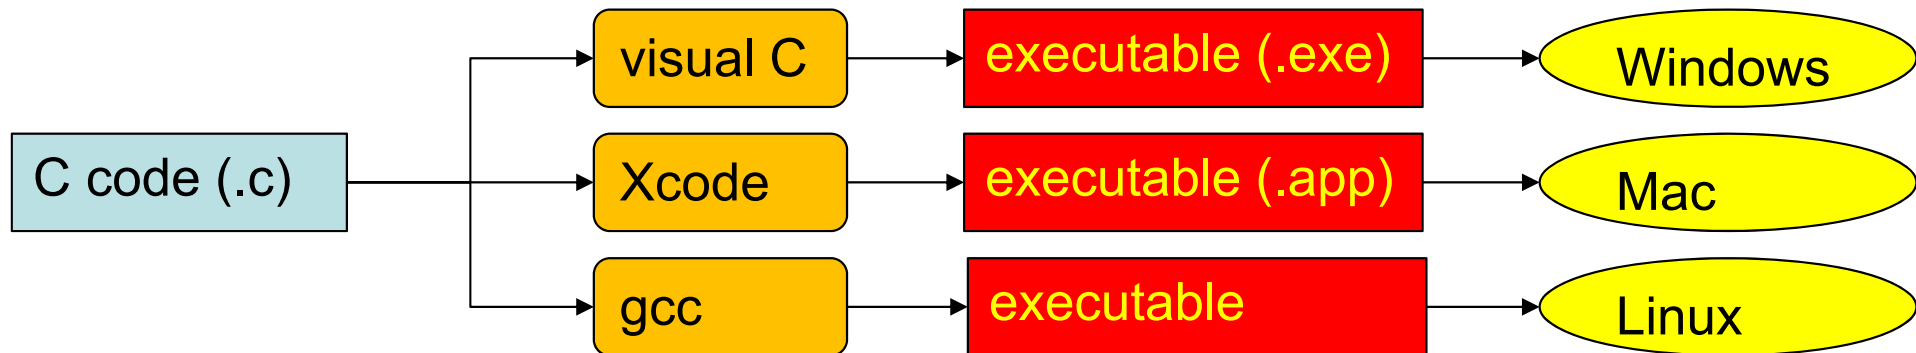 visual C
executable (.exe)
Windows
C code (.c)
Xcode
executable (.app)
Mac
gcc
executable
Linux